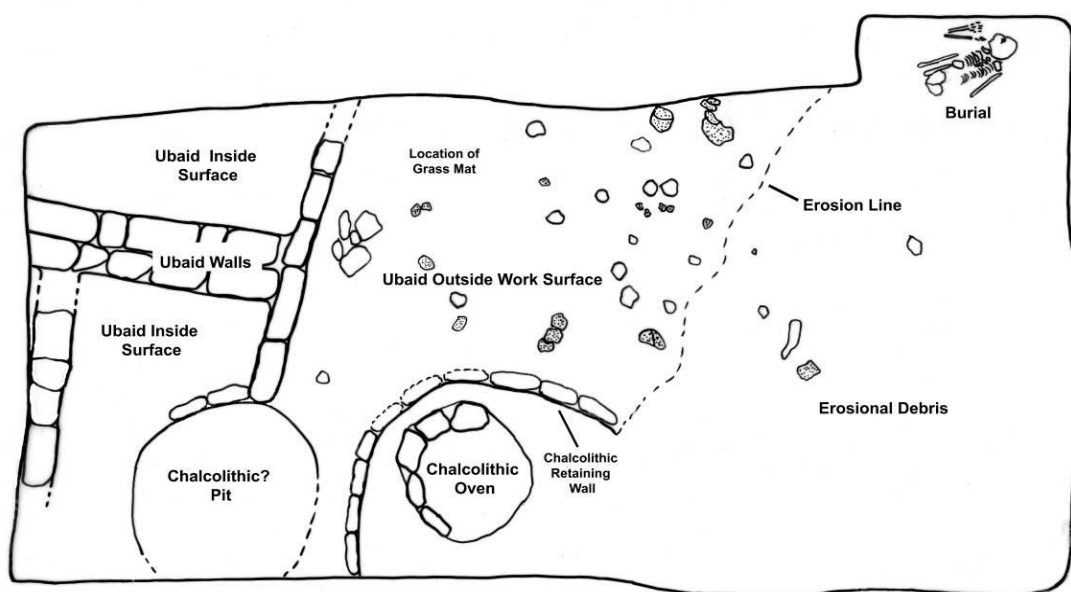 Burial
Ubaid Inside
Surface
Location of
Grass Mat
Erosion Line
Ubaid Walls
Ubaid Outside Work Surface
Ubaid Inside
Surface
Erosional Debris
Chalcolithic
Retaining
Wall
Chalcolithic?
Pit
Chalcolithic
Oven